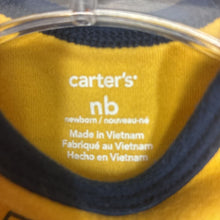 carter's
nb
newborn / nouveau-né
Made in Vietnam
Fabriqué au Vietnam
Hecho en Vietnam